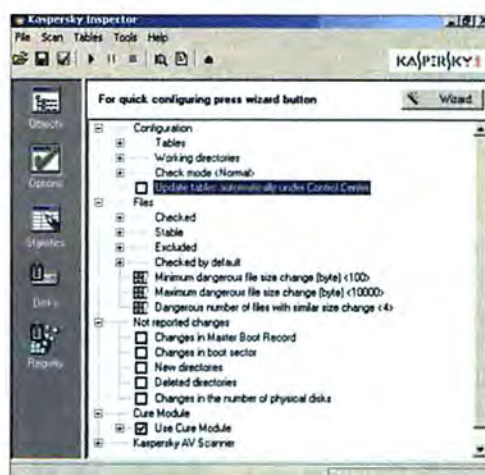 Kaspersky Inspector
File Scan Tables Tools Help
KASPERSKY
For quick configuring press wizard button
Wizard
Objects
Options
Statistics
Disks
Registry
Configuration
Tables
Working directories
Check mode <Normal>
Update tables automatically under Control Center
Files
Checked
Stable
Excluded
Checked by default
Minimum dangerous file size change (byte) <100>
Maximum dangerous file size change (byte) <10000>
Dangerous number of files with similar size change <4>
Not reported changes
Changes in Master Boot Record
Changes in boot sector
New directories
Deleted directories
Changes in the number of physical disks
Cure Module
Use Cure Module
Kaspersky AV Scanner